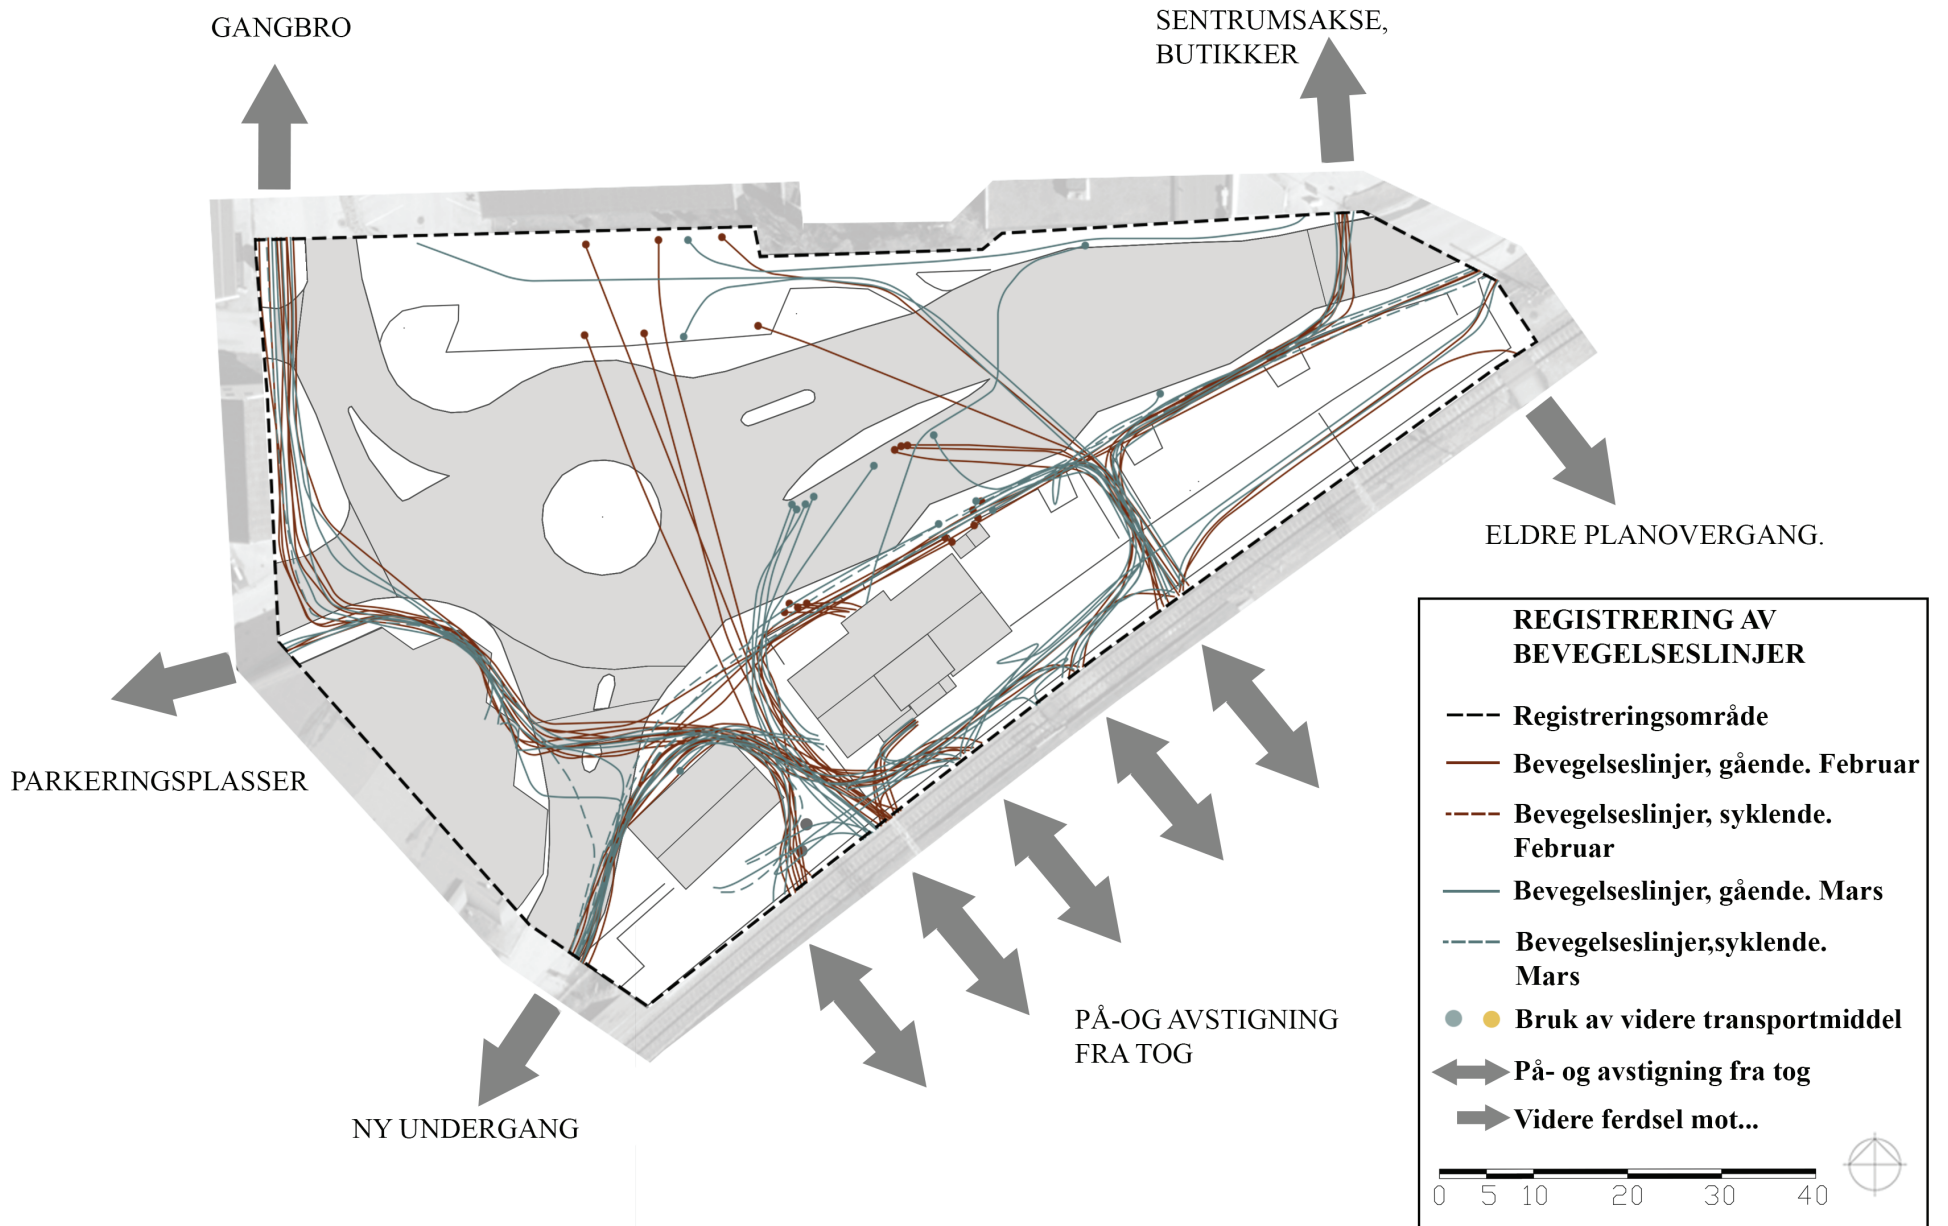 GANGBRO
SENTRUMSAKSE,
BUTIKKER
ELDRE PLANOVERGANG.
PARKERINGSPLASSER
PÅ-OG AVSTIGNING
FRA TOG
NY UNDERGANG
REGISTRERING AV
BEVEGELSESLINJER
Registreringsområde
Bevegelseslinjer, gående. Februar
Bevegelseslinjer, syklende.
Februar
Bevegelseslinjer, gående. Mars
Bevegelseslinjer,syklende.
Mars
Bruk av videre transportmiddel
På- og avstigning fra tog
Videre ferdsel mot...
0 5 10 20 30 40